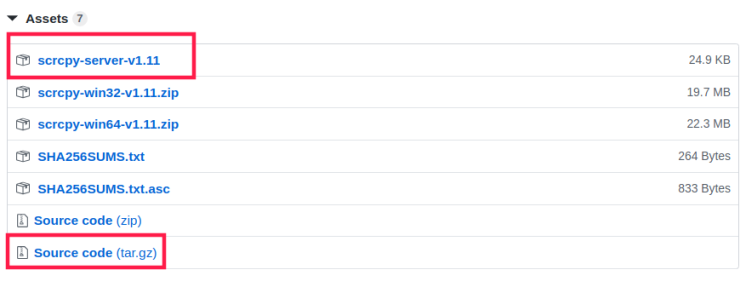 Assets 7
scrcpy-server-v1.11 24.9 KB
scrcpy-win32-v1.11.zip 19.7 MB
scrcpy-win64-v1.11.zip 22.3 MB
SHA256SUMS.txt 264 Bytes
SHA256SUMS.txt.asc 833 Bytes
Source code (zip)
Source code (tar.gz)